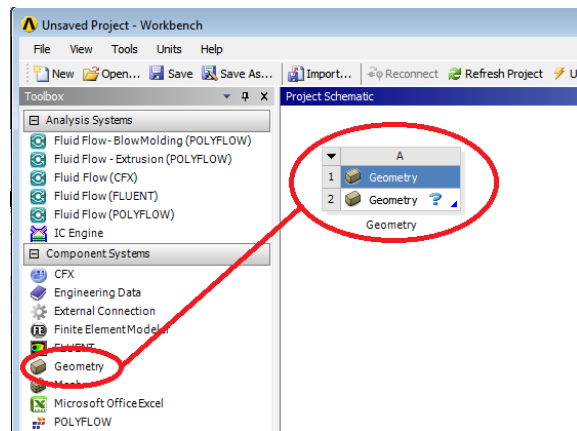 Unsaved Project - Workbench
File View Tools Units Help
New Open... Save Save As... Import... Reconnect Refresh Project U
Toolbox
Project Schematic
Analysis Systems
Fluid Flow-BlowMolding (POLYFLOW)
Fluid Flow - Extrusion (POLYFLOW)
Fluid Flow (CFX)
Fluid Flow (FLUENT)
Fluid Flow (POLYFLOW)
IC Engine
Component Systems
CFX
Engineering Data
External Connection
Finite Element Modeler
FLUENT
Geometry
Microsoft Office Excel
POLYFLOW
A
1 Geometry
2 Geometry ?
Geometry